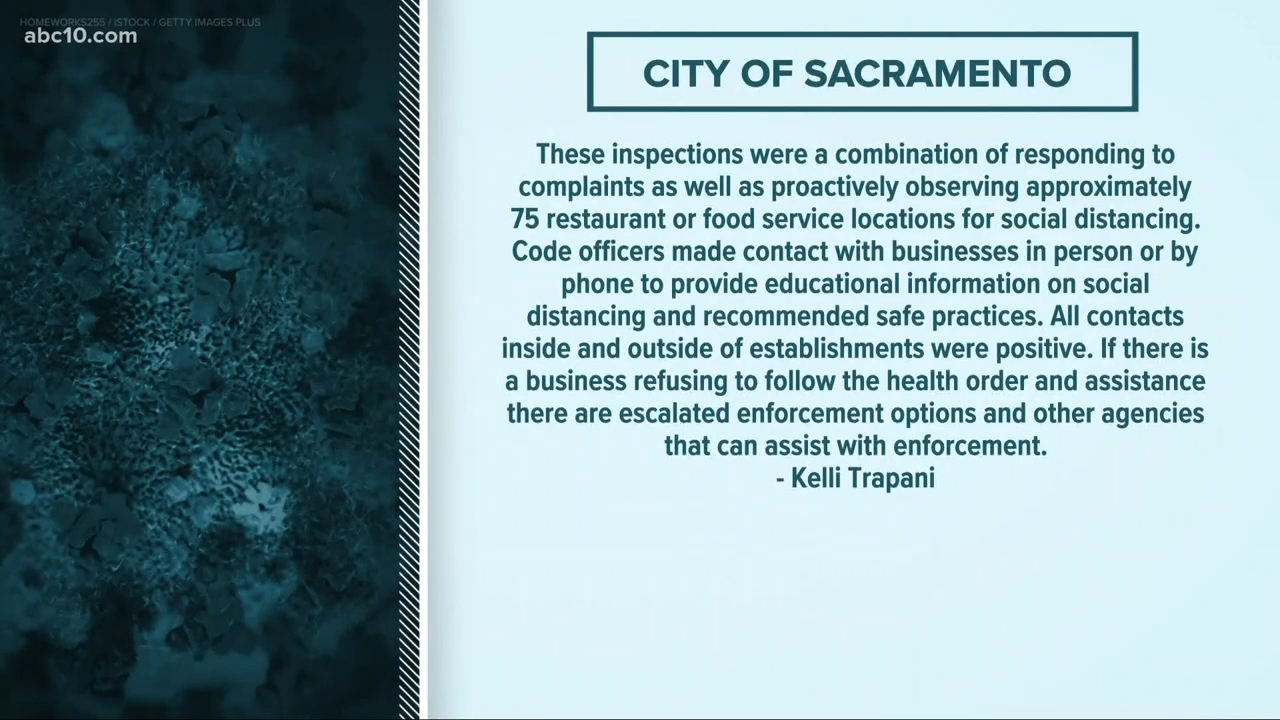 HOMEWORKS255 / iSTOCK / GETTY IMAGES PLUS
abc10.com
CITY OF SACRAMENTO
These inspections were a combination of responding to
complaints as well as proactively observing approximately
75 restaurant or food service locations for social distancing.
Code officers made contact with businesses in person or by
phone to provide educational information on social
distancing and recommended safe practices. All contacts
inside and outside of establishments were positive. If there is
a business refusing to follow the health order and assistance
there are escalated enforcement options and other agencies
that can assist with enforcement.
- Kelli Trapani